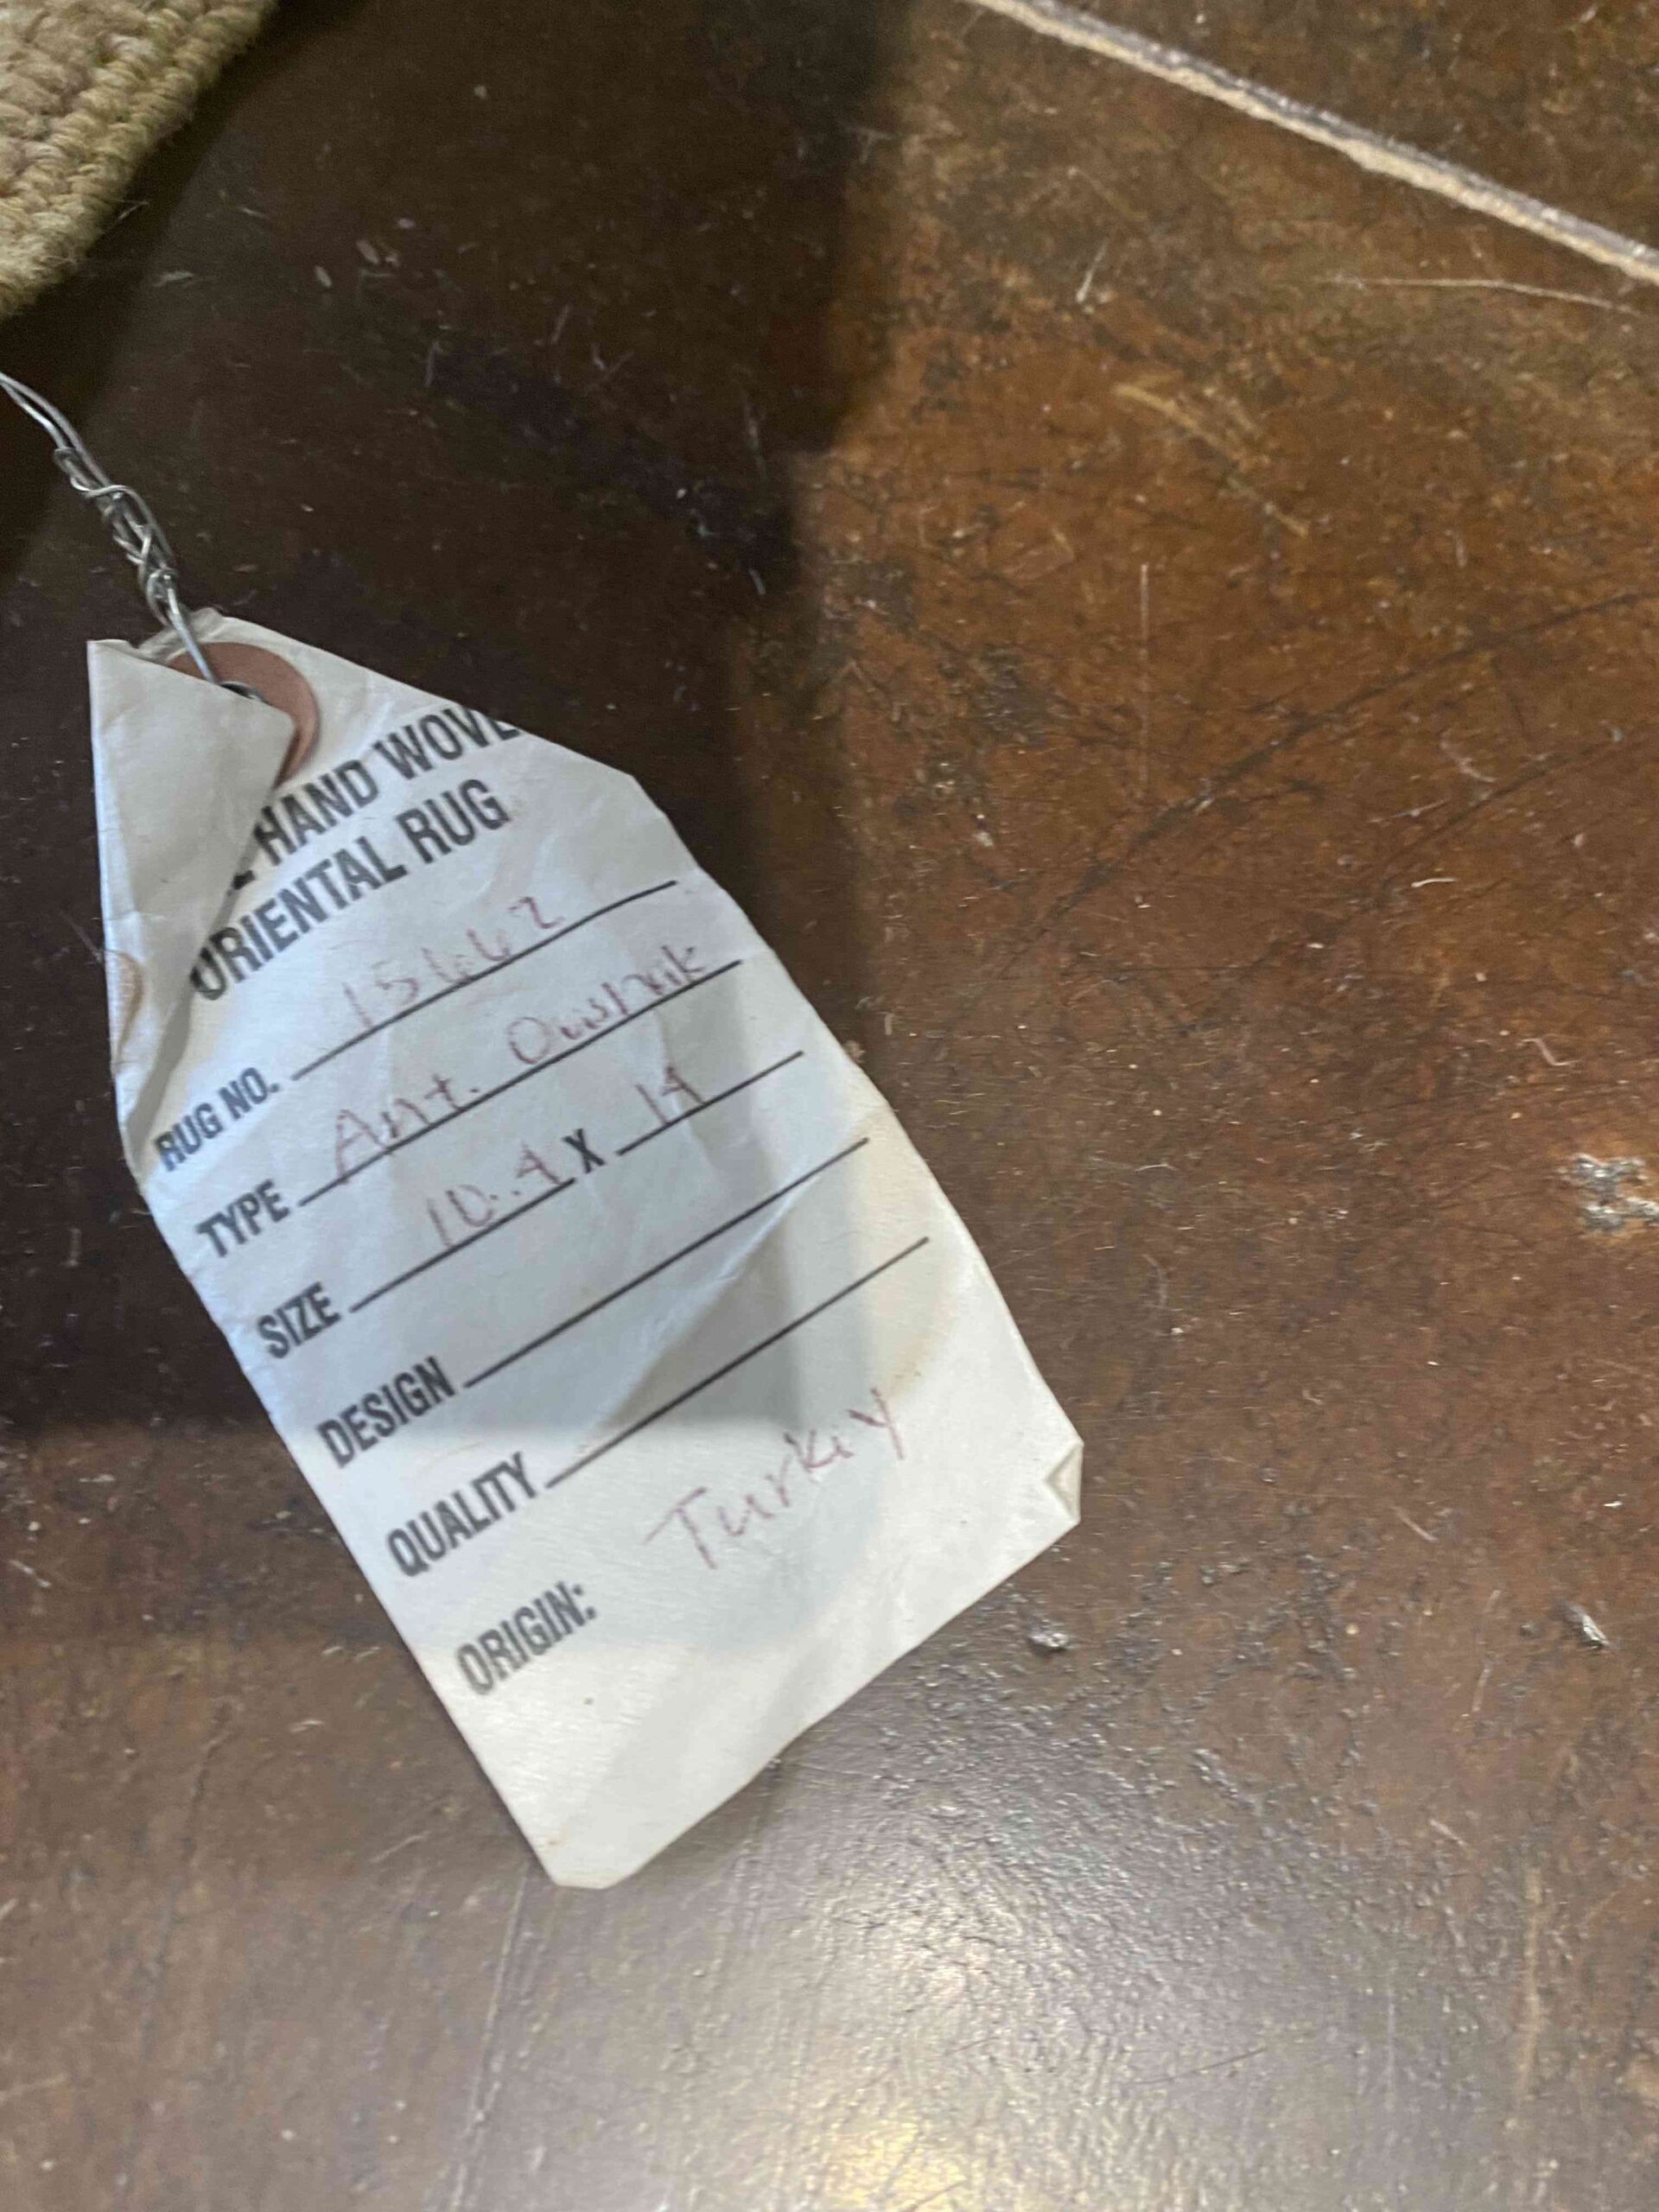 HAND WOVE
ORIENTAL RUG
RUG NO. 15662
TYPE Ant. Oushak
SIZE 10.4 X 14
DESIGN
QUALITY
ORIGIN: Turkiy